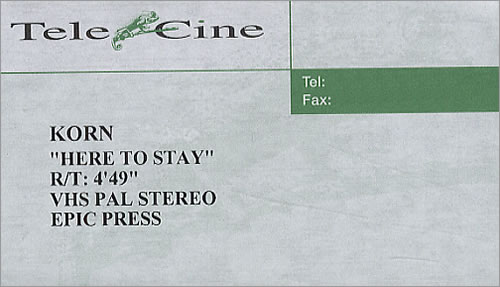 Tele Cine
Tel:
Fax:
KORN
"HERE TO STAY"
R/T: 4'49"
VHS PAL STEREO
EPIC PRESS